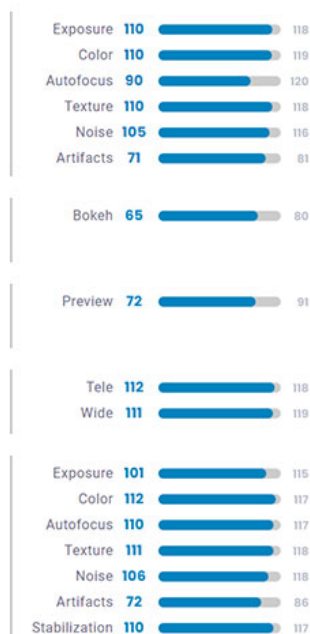 Exposure 110 118
Color 110 119
Autofocus 90 120
Texture 110 118
Noise 105 116
Artifacts 71 81
Bokeh 65 80
Preview 72 91
Tele 112 118
Wide 111 119
Exposure 101 115
Color 112 117
Autofocus 110 117
Texture 111 118
Noise 106 118
Artifacts 72 86
Stabilization 110 117